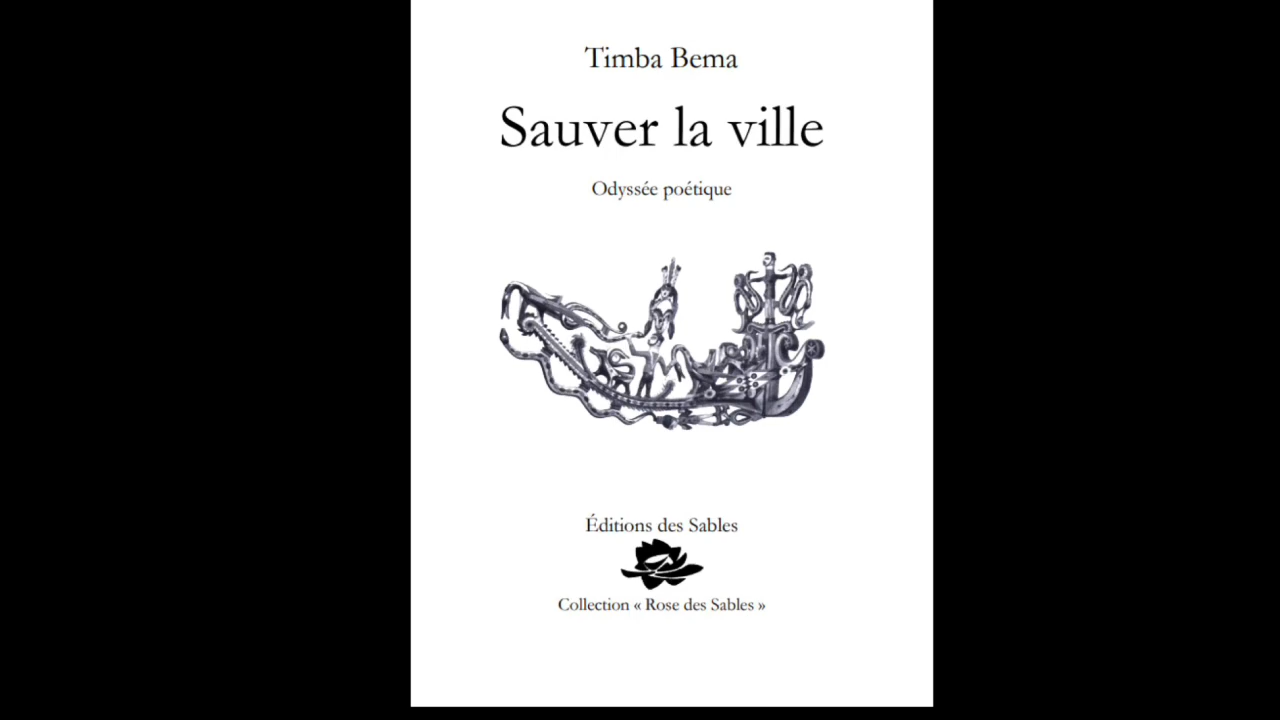 Timba Bema
Sauver la ville
Odyssée poétique
Éditions des Sables
Collection « Rose des Sables »